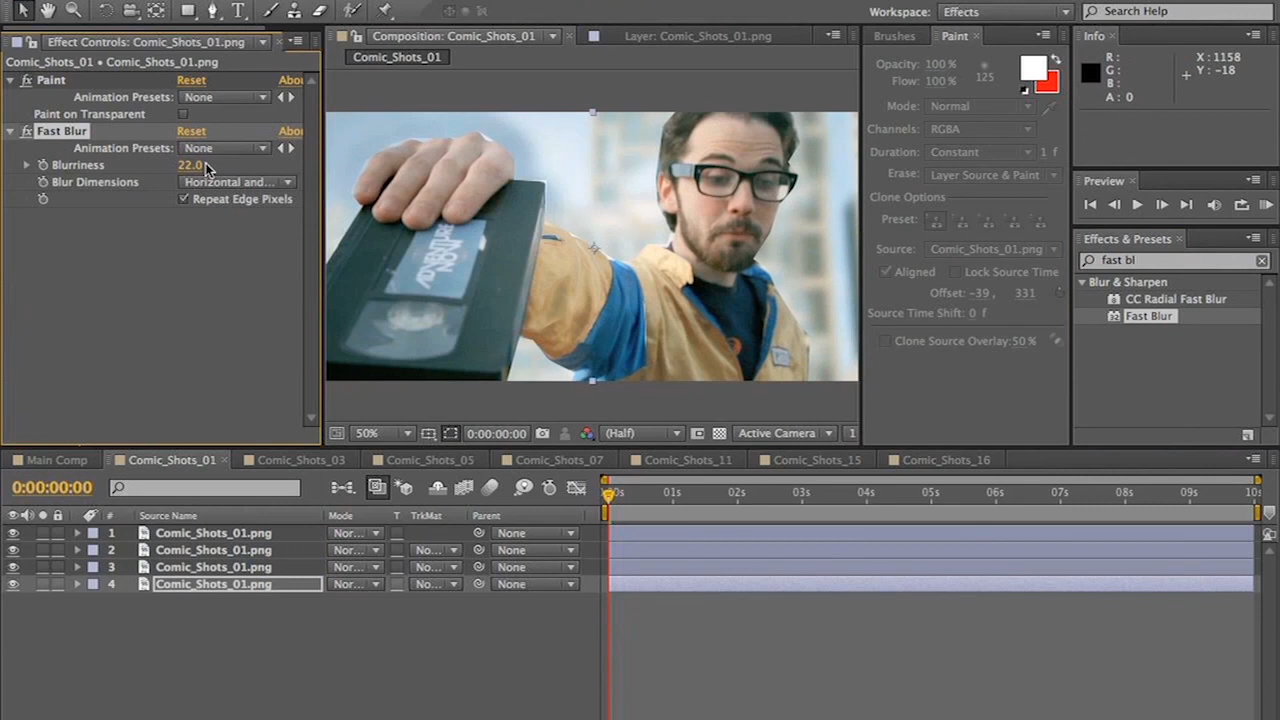 Workspace: Effects
Search Help
Effect Controls: Comic_Shots_01.png
Comic_Shots_01 • Comic_Shots_01.png
Paint Reset Abou
Animation Presets: None
Paint on Transparent
Fast Blur Reset Abou
Animation Presets: None
Blurriness 22.0
Blur Dimensions Horizontal and...
Repeat Edge Pixels
Composition: Comic_Shots_01
Layer: Comic_Shots_01.png
Comic_Shots_01
50%
0:00:00:00
(Half)
Active Camera
1
Brushes Paint
Opacity: 100 %
Flow: 100 %
125
Mode: Normal
Channels: RGBA
Duration: Constant 1 f
Erase: Layer Source & Paint
Clone Options
Preset:
Source: Comic_Shots_01.png
Aligned Lock Source Time
Offset: -39 , 331
Source Time Shift: 0 f
Clone Source Overlay: 50 %
Info
R:
G:
B:
A: 0
X: 1158
Y: -18
Preview
Effects & Presets
fast bl
Blur & Sharpen
CC Radial Fast Blur
32 Fast Blur
Main Comp
Comic_Shots_01
Comic_Shots_03
Comic_Shots_05
Comic_Shots_07
Comic_Shots_11
Comic_Shots_15
Comic_Shots_16
0:00:00:00
# Source Name Mode T TrkMat Parent
1 Comic_Shots_01.png Nor... None
2 Comic_Shots_01.png Nor... No... None
3 Comic_Shots_01.png Nor... No... None
4 Comic_Shots_01.png Nor... No... None
01s 02s 03s 04s 05s 06s 07s 08s 09s 10s